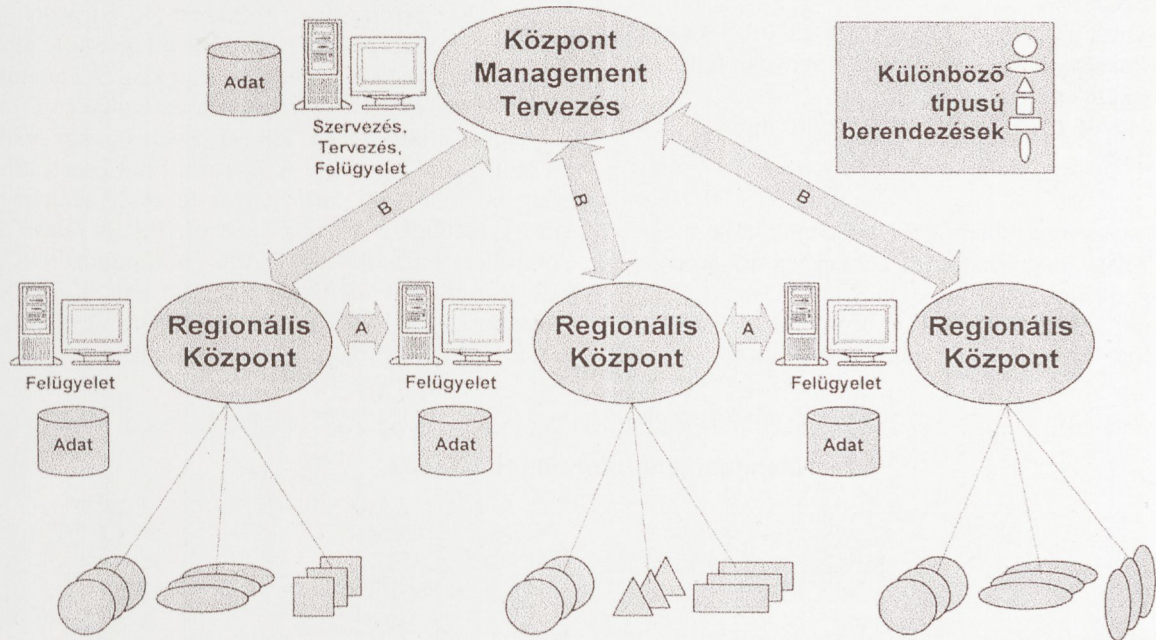 Adat
Szervezés,
Tervezés,
Felügyelet
Központ
Management
Tervezés
Különbözõ
típusú
berendezések
B
B
B
Felügyelet
Adat
Regionális
Központ
A
Felügyelet
Adat
Regionális
Központ
A
Felügyelet
Adat
Regionális
Központ